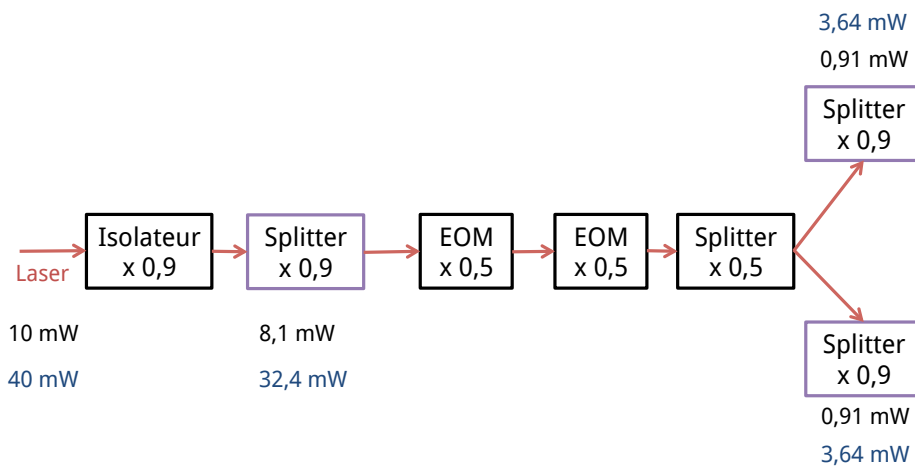 3,64 mW
0,91 mW
Splitter
x 0,9
Isolateur
x 0,9
Splitter
x 0,9
EOM
x 0,5
EOM
x 0,5
Splitter
x 0,5
Laser
10 mW
8,1 mW
40 mW
32,4 mW
Splitter
x 0,9
0,91 mW
3,64 mW